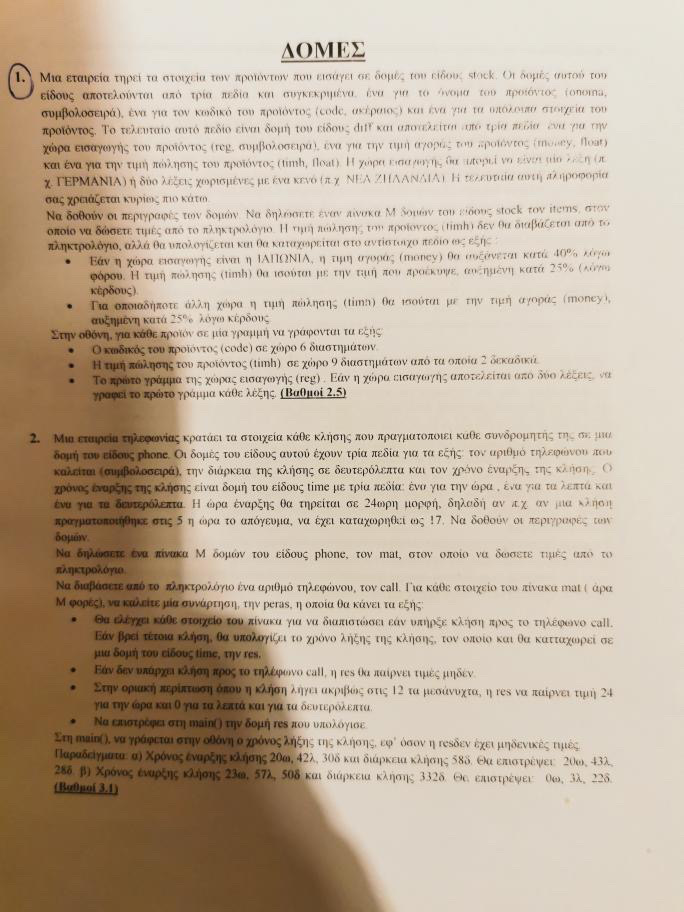 ΔΟΜΕΣ
1. Μια εταιρεία τηρεί τα στοιχεία των προϊόντων που εισάγει σε δομές του είδους stock. Οι δομές αυτού του
είδους αποτελούνται από τρία πεδία και συγκεκριμένα, ένα για το όνομα του προϊόντος (onoma,
συμβολοσειρά), ένα για τον κωδικό του προϊόντος (code, ακέραιος) και ένα για τα υπόλοιπα στοιχεία του
προϊόντος. Το τελευταίο αυτό πεδίο είναι δομή του είδους diff και αποτελείται από τρία πεδία ένα για την
χώρα εισαγωγής του προϊόντος (reg, συμβολοσειρά), ένα για την τιμή αγοράς του προϊόντος (money, float)
και ένα για την τιμή πώλησης του προϊόντος (timh, float). Η χώρα εισαγωγής θα μπορεί να είναι μία λέξη (π.
χ. ΓΕΡΜΑΝΙΑ) ή δύο λέξεις χωρισμένες με ένα κενό (π.χ. ΝΕΑ ΖΗΛΑΝΔΙΑ). Η τελευταία αυτή πληροφορία
σας χρειάζεται κυρίως πιο κάτω.
Να δοθούν οι περιγραφές των δομών. Να δηλώσετε έναν πίνακα M δομών του είδους stock τον items, στον
οποίο να δώσετε τιμές από το πληκτρολόγιο. Η τιμή πώλησης του προϊόντος (timh) δεν θα διαβάζεται από το
πληκτρολόγιο, αλλά θα υπολογίζεται και θα καταχωρείται στο αντίστοιχο πεδίο ως εξής :
• Εάν η χώρα εισαγωγής είναι η ΙΑΠΩΝΙΑ, η τιμή αγοράς (money) θα αυξάνεται κατά 40% λόγω
φόρου. Η τιμή πώλησης (timh) θα ισούται με την τιμή που προέκυψε, αυξημένη κατά 25% (λόγω
κέρδους).
• Για οποιαδήποτε άλλη χώρα η τιμή πώλησης (timh) θα ισούται με την τιμή αγοράς (money),
αυξημένη κατά 25% λόγω κέρδους.
Στην οθόνη, για κάθε προϊόν σε μία γραμμή να γράφονται τα εξής:
• Ο κωδικός του προϊόντος (code) σε χώρο 6 διαστημάτων.
• Η τιμή πώλησης του προϊόντος (timh) σε χώρο 9 διαστημάτων από τα οποία 2 δεκαδικά.
• Το πρώτο γράμμα της χώρας εισαγωγής (reg) . Εάν η χώρα εισαγωγής αποτελείται από δύο λέξεις, να
γραφεί το πρώτο γράμμα κάθε λέξης. (Βαθμοί 2.5)
2. Μια εταιρεία τηλεφωνίας κρατάει τα στοιχεία κάθε κλήσης που πραγματοποιεί κάθε συνδρομητής της σε μια
δομή του είδους phone. Οι δομές του είδους αυτού έχουν τρία πεδία για τα εξής: τον αριθμό τηλεφώνου που
καλείται (συμβολοσειρά), την διάρκεια της κλήσης σε δευτερόλεπτα και τον χρόνο έναρξης της κλήσης. Ο
χρόνος έναρξης της κλήσης είναι δομή του είδους time με τρία πεδία: ένα για την ώρα , ένα για τα λεπτά και
ένα για τα δευτερόλεπτα. Η ώρα έναρξης θα τηρείται σε 24ωρη μορφή, δηλαδή αν π.χ. αν μια κλήση
πραγματοποιήθηκε στις 5 η ώρα το απόγευμα, να έχει καταχωρηθεί ως 17. Να δοθούν οι περιγραφές των
δομών.
Να δηλώσετε ένα πίνακα M δομών του είδους phone, τον mat, στον οποίο να δώσετε τιμές από το
πληκτρολόγιο.
Να διαβάσετε από το πληκτρολόγιο ένα αριθμό τηλεφώνου, τον call. Για κάθε στοιχείο του πίνακα mat ( άρα
M φορές), να καλείτε μία συνάρτηση, την peras, η οποία θα κάνει τα εξής:
• Θα ελέγχει κάθε στοιχείο του πίνακα για να διαπιστώσει εάν υπήρξε κλήση προς το τηλέφωνο call.
Εάν βρεί τέτοια κλήση, θα υπολογίζει το χρόνο λήξης της κλήσης, τον οποίο και θα κατταχωρεί σε
μια δομή του είδους time, την res.
• Εάν δεν υπάρχει κλήση προς το τηλέφωνο call, η res θα παίρνει τιμές μηδέν.
• Στην οριακή περίπτωση όπου η κλήση λήγει ακριβώς στις 12 τα μεσάνυχτα, η res να παίρνει τιμή 24
για την ώρα και 0 για τα λεπτά και για τα δευτερόλεπτα.
• Να επιστρέφει στη main() την δομή res που υπολόγισε.
Στη main(), να γράφεται στην οθόνη ο χρόνος λήξης της κλήσης, εφ' όσον η resδεν έχει μηδενικές τιμές.
Παραδείγματα: α) Χρόνος έναρξης κλήσης 20ω, 42λ, 30δ και διάρκεια κλήσης 58δ. Θα επιστρέψει: 20ω, 43λ,
28δ. β) Χρόνος έναρξη κλήσης 23ω, 57λ, 50δ και διάρκεια κλήσης 332δ. Θα επιστρέψει: 0ω, 3λ, 22δ.
(Βαθμοί 3.1)